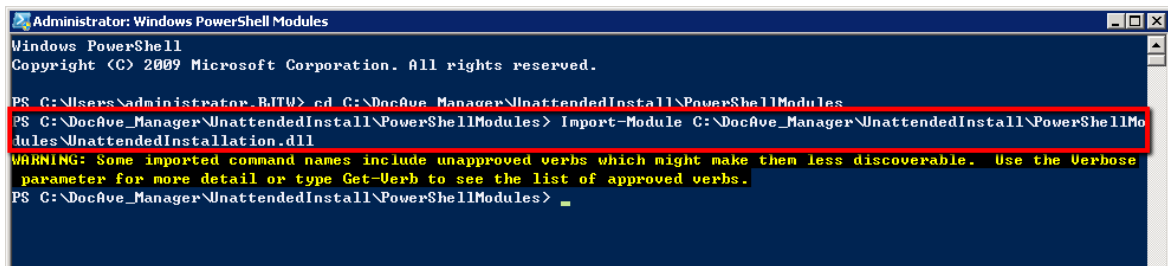 Administrator: Windows PowerShell Modules
Windows PowerShell
Copyright (C) 2009 Microsoft Corporation. All rights reserved.
PS C:\Users\administrator.BJTW> cd C:\DocAve_Manager\UnattendedInstall\PowerShellModules
PS C:\DocAve_Manager\UnattendedInstall\PowerShellModules> Import-Module C:\DocAve_Manager\UnattendedInstall\PowerShellMo
dules\UnattendedInstallation.dll
WARNING: Some imported command names include unapproved verbs which might make them less discoverable.  Use the Verbose
parameter for more detail or type Get-Verb to see the list of approved verbs.
PS C:\DocAve_Manager\UnattendedInstall\PowerShellModules> _